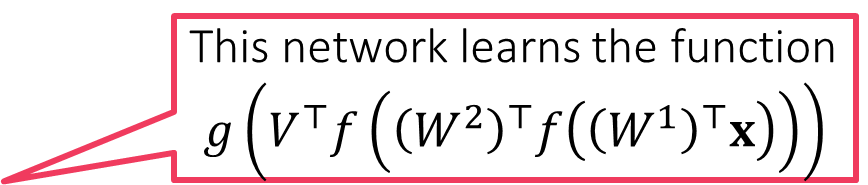 This network learns the function
𝑔(𝑉⊤𝑓((𝑊²)⊤𝑓((𝑊¹)⊤𝐱)))